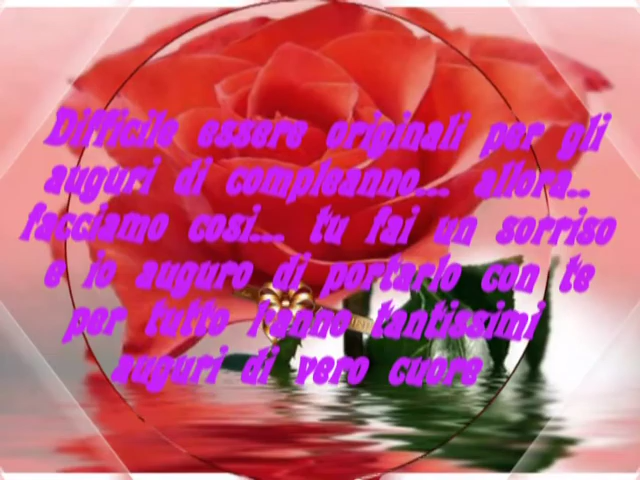 Difficile essere originali per gli
auguri di compleanno... allora..
facciamo cosi... tu fai un sorriso
e io auguro di portarlo con te
per tutto l'anno tantissimi
auguri di vero cuore